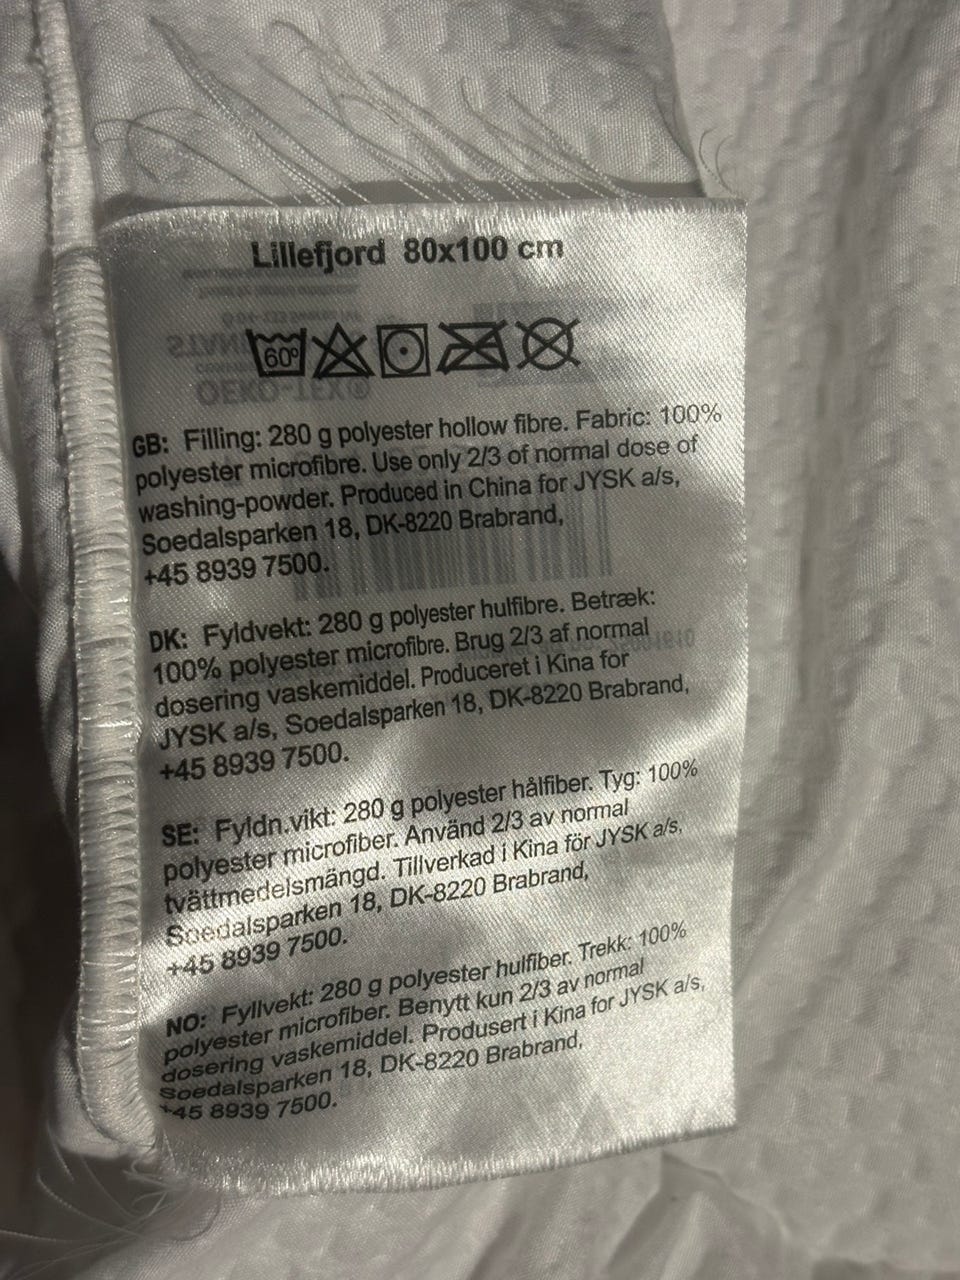 Lillefjord 80x100 cm
60°
GB: Filling: 280 g polyester hollow fibre. Fabric: 100%
polyester microfibre. Use only 2/3 of normal dose of
washing-powder. Produced in China for JYSK a/s,
Soedalsparken 18, DK-8220 Brabrand,
+45 8939 7500.
DK: Fyldvekt: 280 g polyester hulfibre. Betræk:
100% polyester microfibre. Brug 2/3 af normal
dosering vaskemiddel. Produceret i Kina for
JYSK a/s, Soedalsparken 18, DK-8220 Brabrand,
+45 8939 7500.
SE: Fyldn.vikt: 280 g polyester hålfiber. Tyg: 100%
polyester microfiber. Använd 2/3 av normal
tvättmedelsmängd. Tillverkad i Kina för JYSK a/s,
Soedalsparken 18, DK-8220 Brabrand,
+45 8939 7500.
NO: Fyllvekt: 280 g polyester hulfiber. Trekk: 100%
polyester microfiber. Benytt kun 2/3 av normal
dosering vaskemiddel. Produsert i Kina for JYSK a/s,
Soedalsparken 18, DK-8220 Brabrand,
+45 8939 7500.